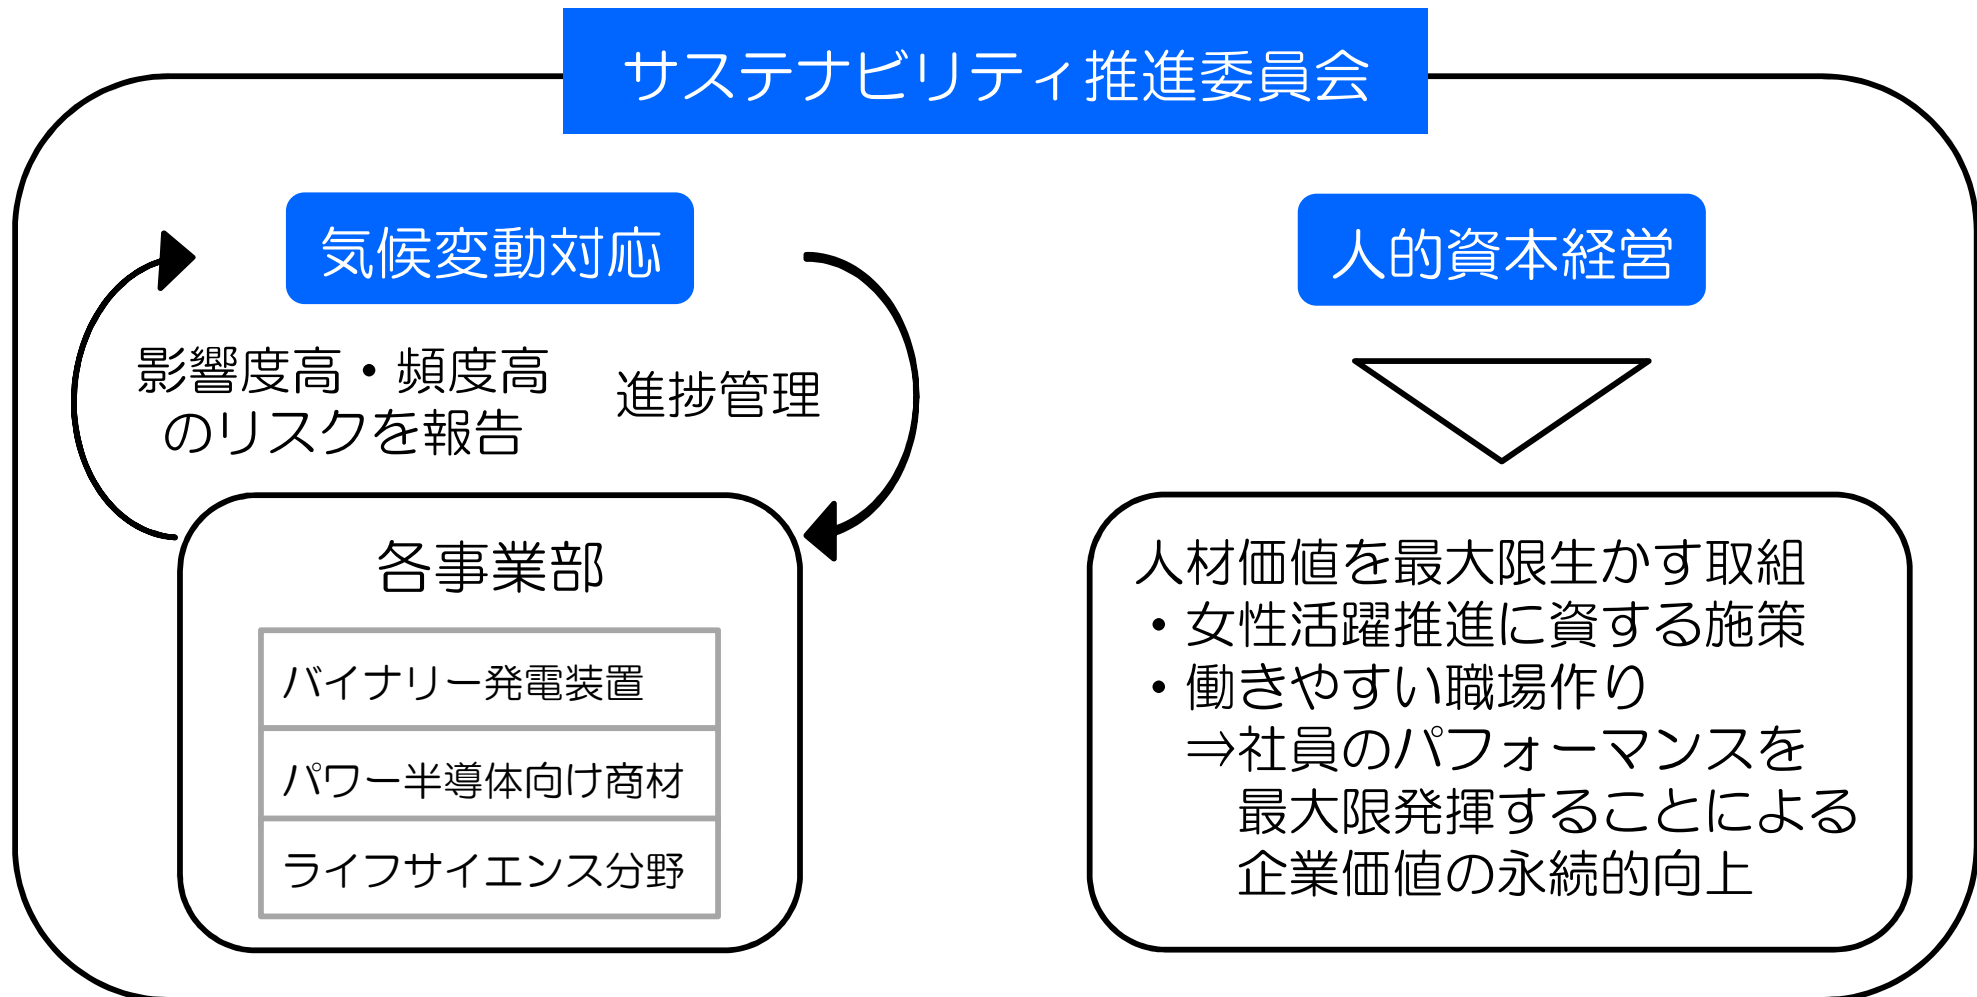 サステナビリティ推進委員会
気候変動対応
影響度高・頻度高
のリスクを報告
進捗管理
各事業部
バイナリー発電装置
パワー半導体向け商材
ライフサイエンス分野
人的資本経営
人材価値を最大限生かす取組
・女性活躍推進に資する施策
・働きやすい職場作り
⇒社員のパフォーマンスを
最大限発揮することによる
企業価値の永続的向上